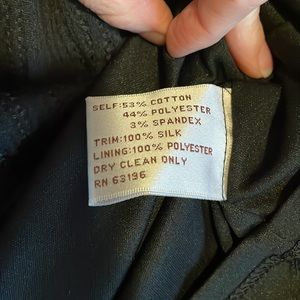 SELF:53% COTTON
44% POLYESTER
3% SPANDEX
TRIM:100% SILK
LINING:100% POLYESTER
DRY CLEAN ONLY
RN 63196